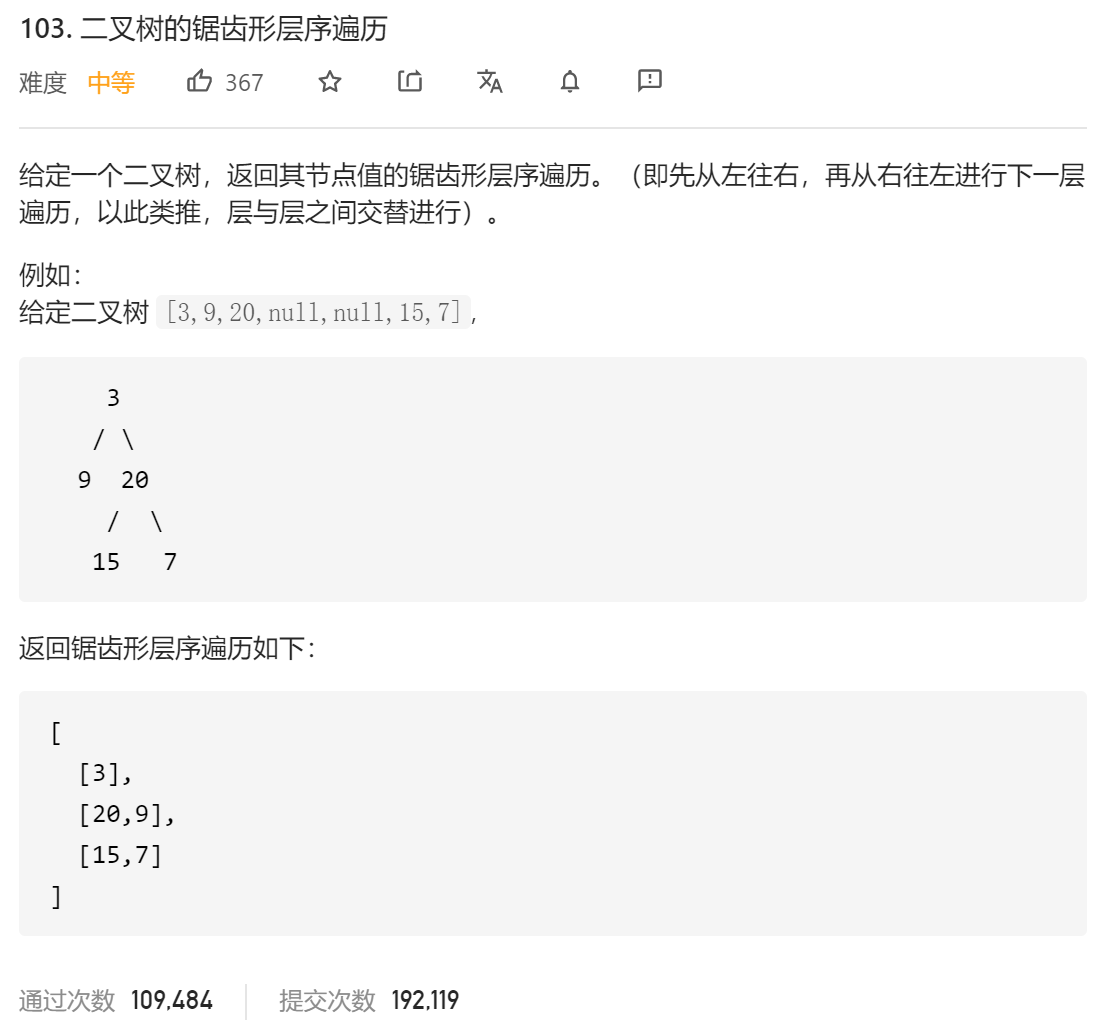 103. 二叉树的锯齿形层序遍历
难度 中等 367
给定一个二叉树，返回其节点值的锯齿形层序遍历。（即先从左往右，再从右往左进行下一层
遍历，以此类推，层与层之间交替进行）。
例如：
给定二叉树 [3,9,20,null,null,15,7],
3
/ \
9 20
/ \
15 7
返回锯齿形层序遍历如下：
[
[3],
[20,9],
[15,7]
]
通过次数 109,484 提交次数 192,119